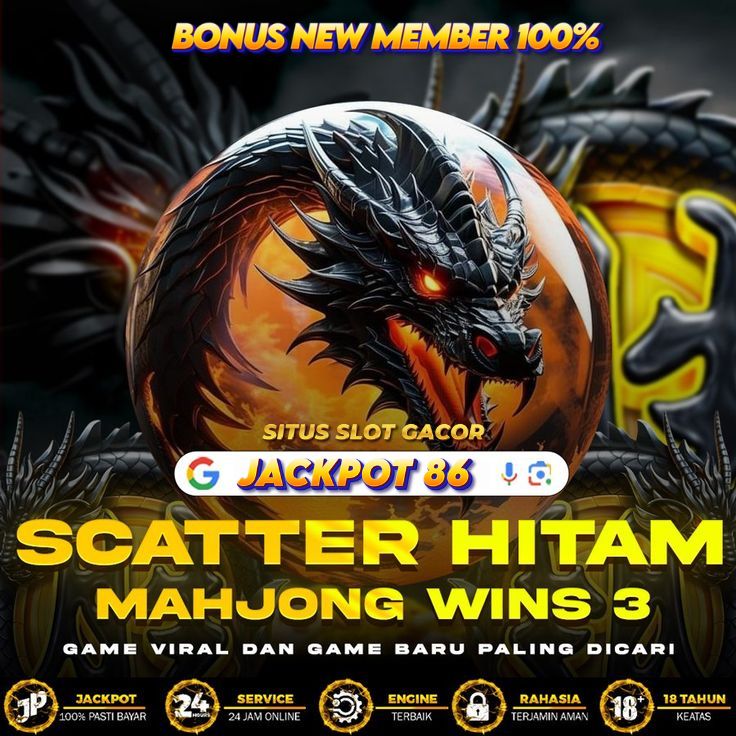 BONUS NEW MEMBER 100%
SITUS SLOT GACOR
G JACKPOT 86
SCATTER HITAM
MAHJONG WINS 3
GAME VIRAL DAN GAME BARU PALING DICARI
JP JACKPOT
100% PASTI BAYAR
24 HOURS SERVICE
24 JAM ONLINE
ENGINE
TERBAIK
RAHASIA
TERJAMIN AMAN
18+ 18 TAHUN
KEATAS